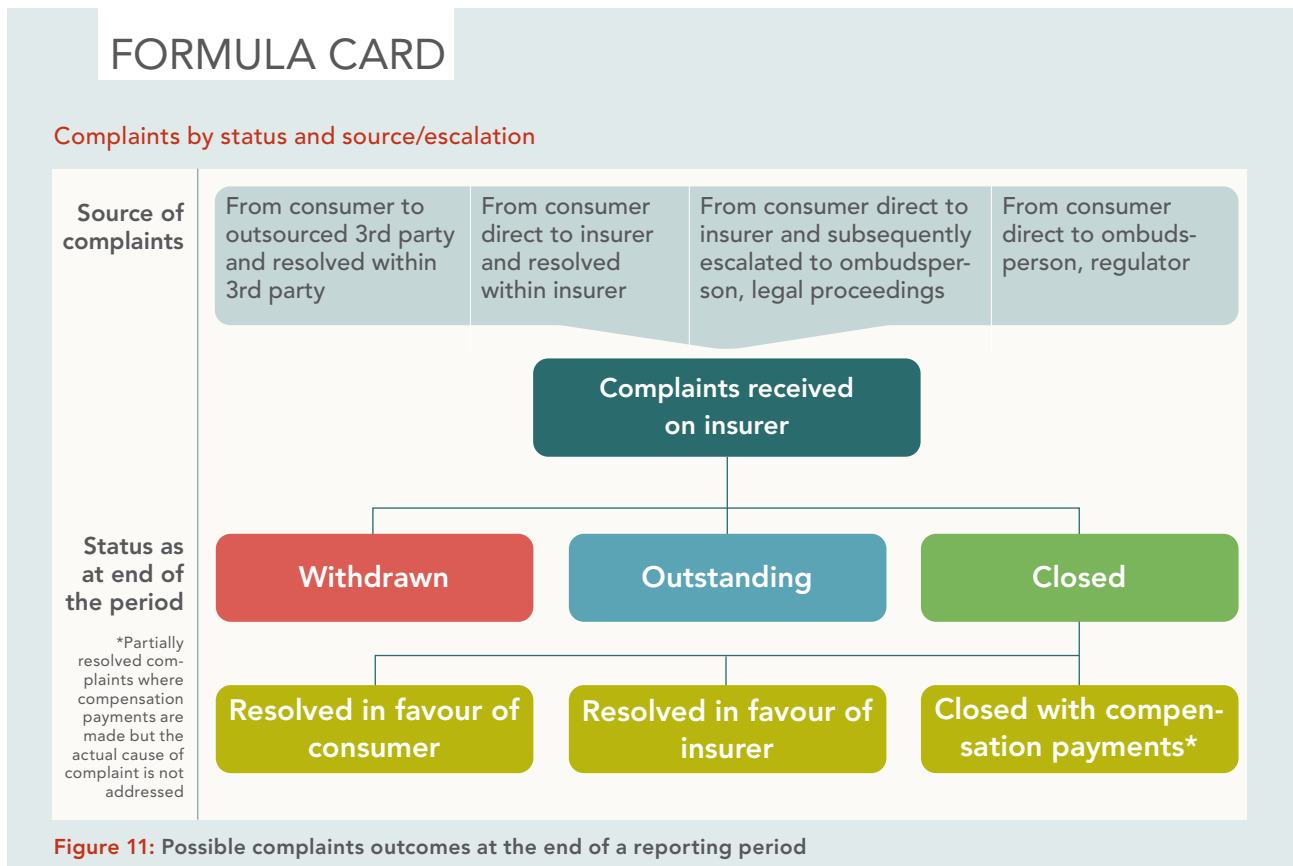 FORMULA CARD
Complaints by status and source/escalation
Source of
complaints
From consumer to
outsourced 3rd party
and resolved within
3rd party
From consumer
direct to insurer
and resolved
within insurer
From consumer direct to
insurer and subsequently
escalated to ombudsper-
son, legal proceedings
From consumer
direct to ombuds-
person, regulator
Complaints received
on insurer
Status as
at end of
the period
Withdrawn
Outstanding
Closed
*Partially
resolved com-
plaints where
compensation
payments are
made but the
actual cause of
complaint is not
addressed
Resolved in favour of
consumer
Resolved in favour of
insurer
Closed with compen-
sation payments*
Figure 11: Possible complaints outcomes at the end of a reporting period